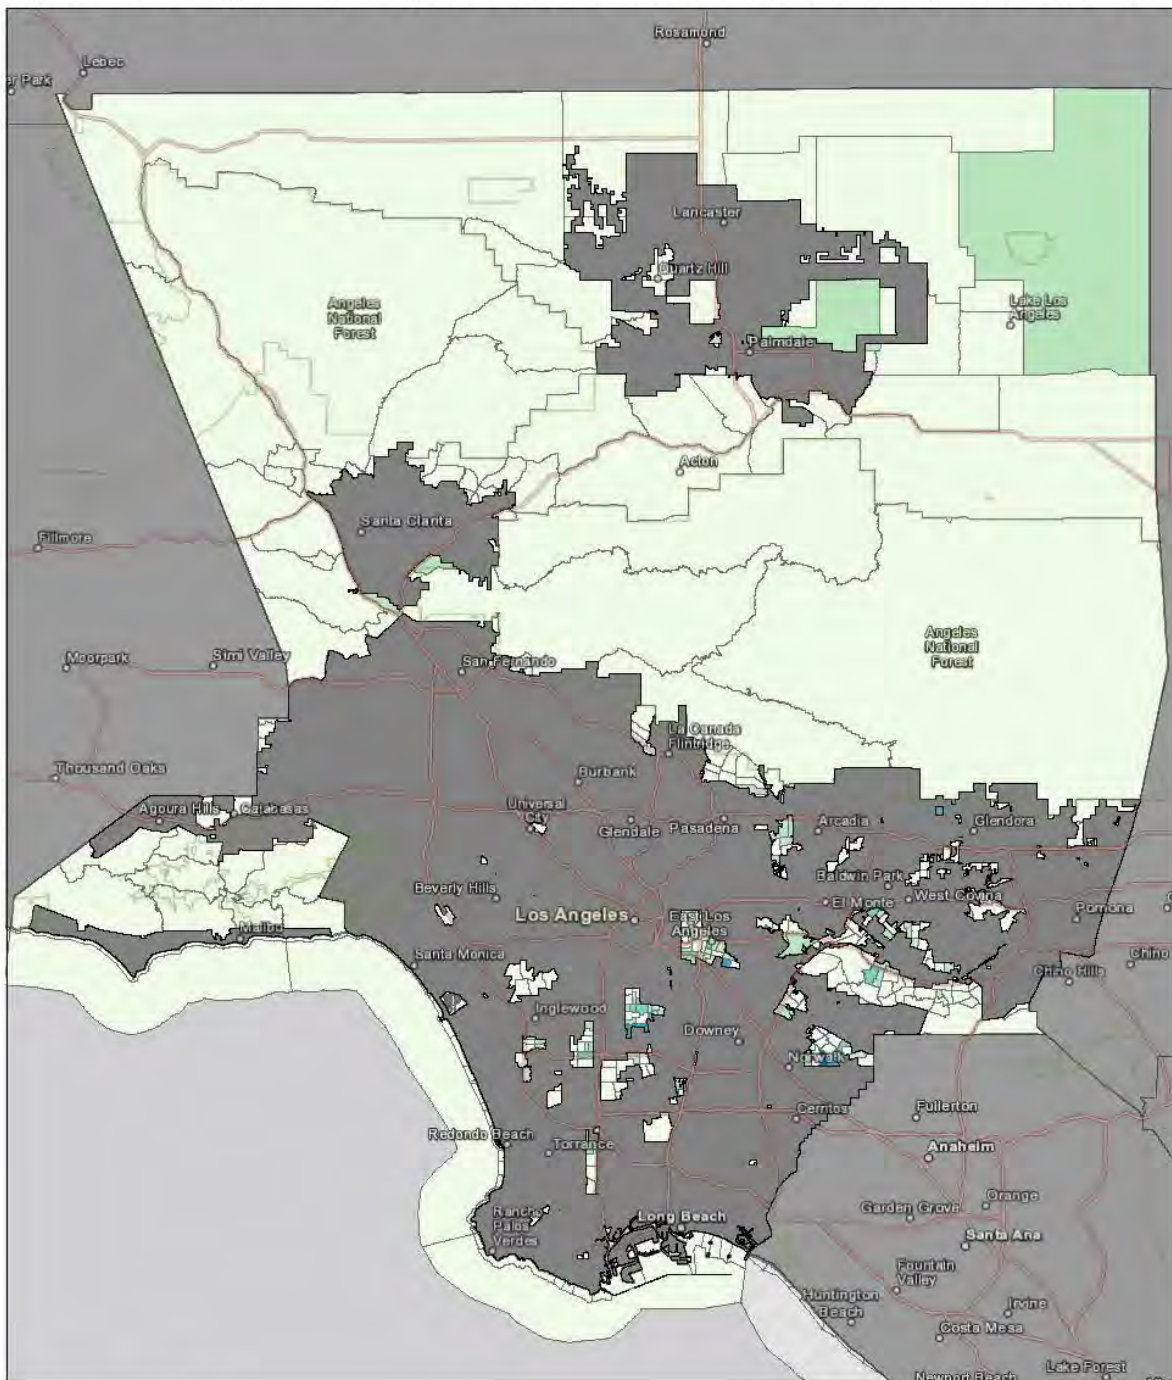 Rosamond
Lebec
er Park
Lancaster
Quartz Hill
Angeles
National
Forest
Lake Los
Angeles
Palmdale
Acton
Santa Clarita
Fillmore
Angeles
National
Forest
Moorpark
Simi Valley
San Fernando
La Canada
Flintridge
Thousand Oaks
Burbank
Agoura Hills
Calabasas
Universal
City
Glendale
Pasadena
Arcadia
Glendora
Baldwin Park
Beverly Hills
El Monte
West Covina
Los Angeles
East Los
Angeles
Pomona
Malibu
Santa Monica
Chino
Chino Hills
Inglewood
Downey
Norwalk
Cerritos
Fullerton
Redondo Beach
Torrance
Anaheim
Rancho
Palos
Verdes
Long Beach
Orange
Garden Grove
Santa Ana
Fountain
Valley
Huntington
Beach
Irvine
Costa Mesa
Lake Forest
Newport Beach